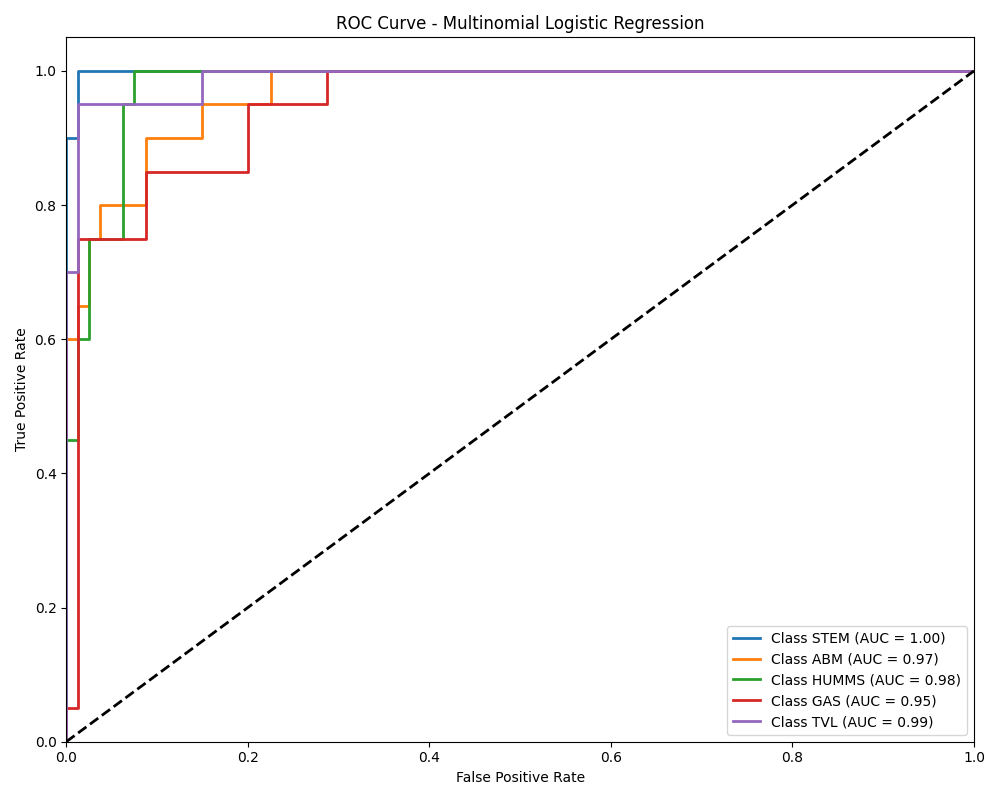 ROC Curve - Multinomial Logistic Regression
True Positive Rate
1.0
0.8
0.6
0.4
0.2
0.0
0.0 0.2 0.4 0.6 0.8 1.0
False Positive Rate
Class STEM (AUC = 1.00)
Class ABM (AUC = 0.97)
Class HUMMS (AUC = 0.98)
Class GAS (AUC = 0.95)
Class TVL (AUC = 0.99)